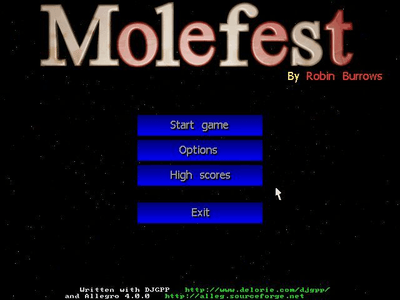 Molefest
By Robin Burrows
Start game
Options
High scores
Exit
Written with DJGPP http://www.delorie.com/djgpp/
and Allegro 4.0.0 http://alleg.sourceforge.net